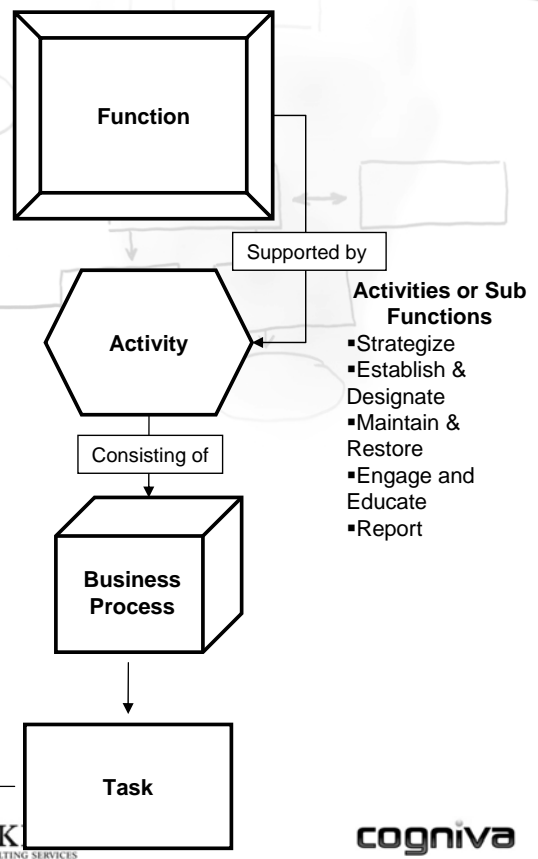 Function
Supported by
Activity
Activities or Sub
Functions
▪Strategize
▪Establish &
Designate
▪Maintain &
Restore
▪Engage and
Educate
▪Report
Consisting of
Business
Process
Task
SERVICES
cogniva